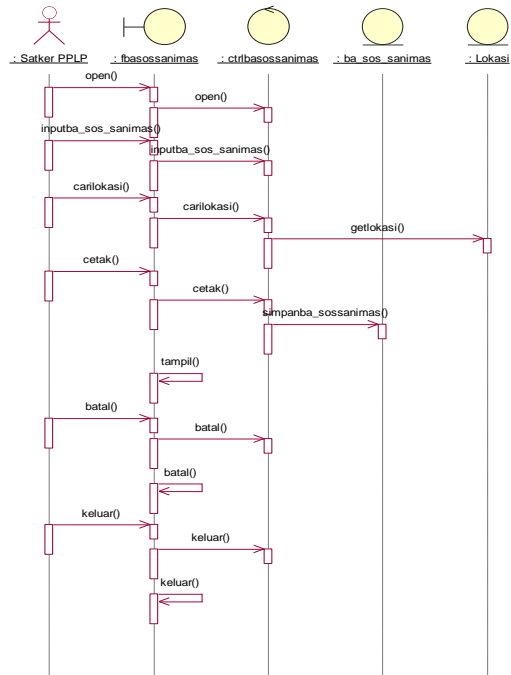 : Satker PPLP
: fbasossanimas
: ctrlbasossanimas
: ba_sos_sanimas
: Lokasi
open()
open()
inputba_sos_sanimas()
inputba_sos_sanimas()
carilokasi()
carilokasi()
getlokasi()
cetak()
cetak()
simpanba_sossanimas()
tampil()
batal()
batal()
batal()
keluar()
keluar()
keluar()